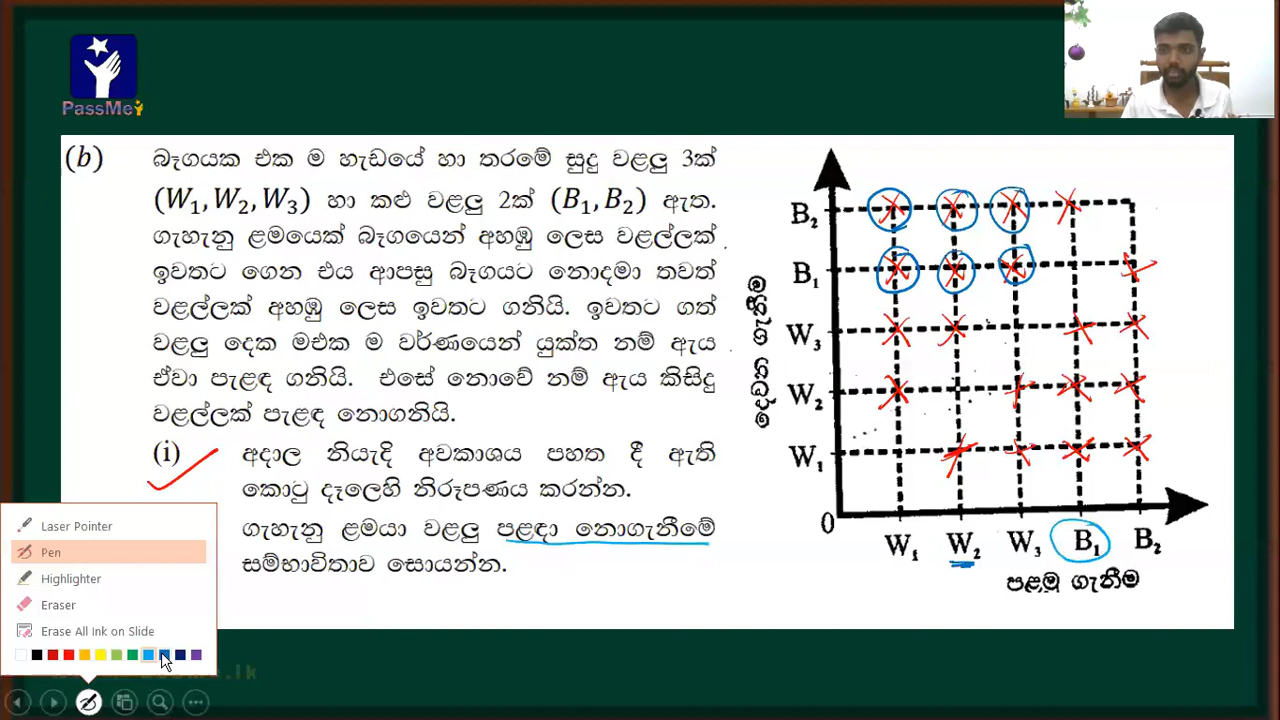 PassMe
(b) බෑගයක එක ම හැඩයේ හා තරමේ සුදු වළලු 3ක්
(W₁, W₂, W₃) හා කළු වළලු 2ක් (B₁, B₂) ඇත.
ගැහැනු ළමයෙක් බෑගයෙන් අහඹු ලෙස වළල්ලක්
ඉවතට ගෙන එය ආපසු බෑගයට නොදමා තවත්
වළල්ලක් අහඹු ලෙස ඉවතට ගනියි. ඉවතට ගත්
වළලු දෙක මඑක ම වර්ණයෙන් යුක්ත නම් ඇය
ඒවා පැළඳ ගනියි. එසේ නොවේ නම් ඇය කිසිදු
වළල්ලක් පැළඳ නොගනියි.
(i) අදාල නියැදි අවකාශය පහත දී ඇති
කොටු දැලෙහි නිරූපණය කරන්න.
ගැහැනු ළමයා වළලු පළඳා නොගැනීමේ
සම්භාවිතාව සොයන්න.
දෙවන ගැනීම
B₂
B₁
W₃
W₂
W₁
0
W₁ W₂ W₃ B₁ B₂
පළමු ගැනීම
Laser Pointer
Pen
Highlighter
Eraser
Erase All Ink on Slide